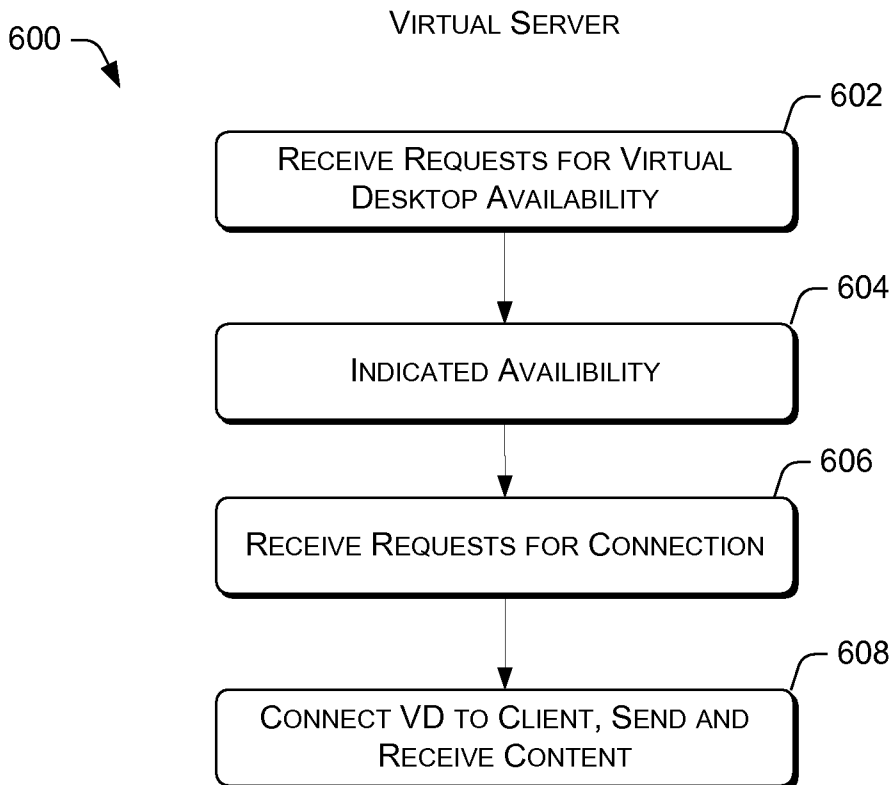 VIRTUAL SERVER
600
602
RECEIVE REQUESTS FOR VIRTUAL
DESKTOP AVAILABILITY
604
INDICATED AVAILIBILITY
606
RECEIVE REQUESTS FOR CONNECTION
608
CONNECT VD TO CLIENT, SEND AND
RECEIVE CONTENT